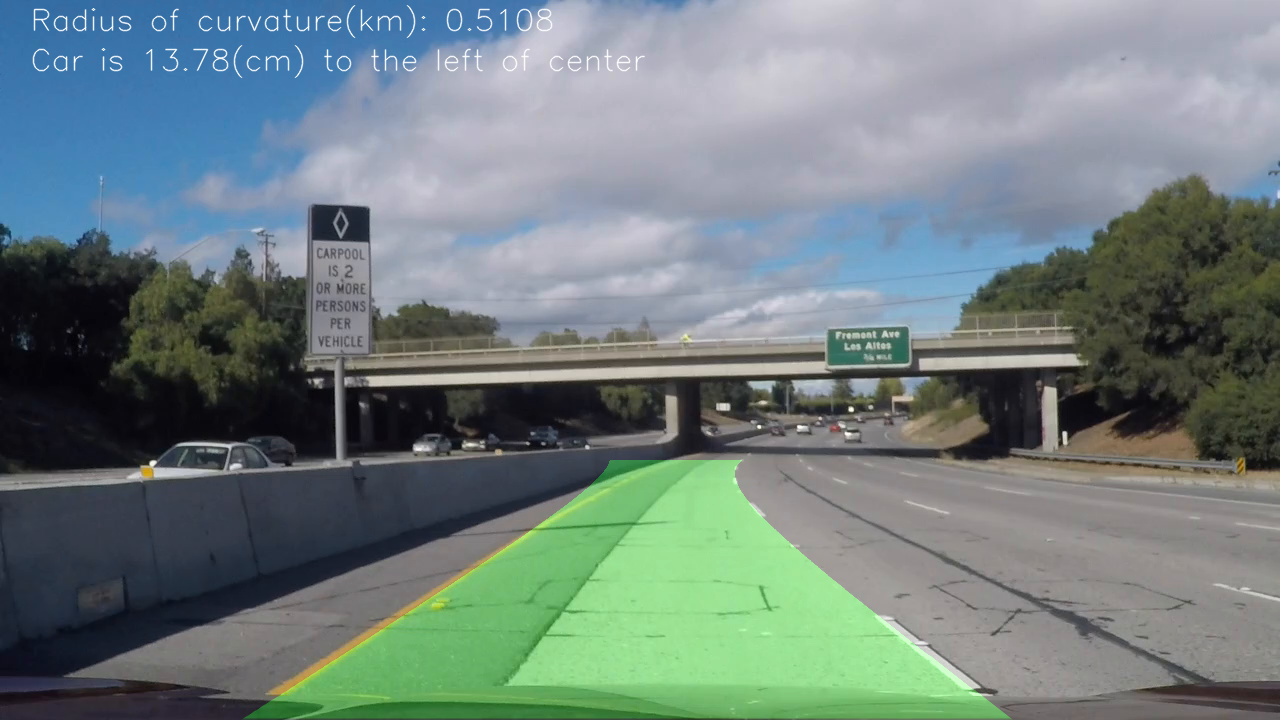 Radius of curvature(km): 0.5108
Car is 13.78(cm) to the left of center
CARPOOL
IS 2
OR MORE
PERSONS
PER
VEHICLE
Fremont Ave
Los Altos
MILE